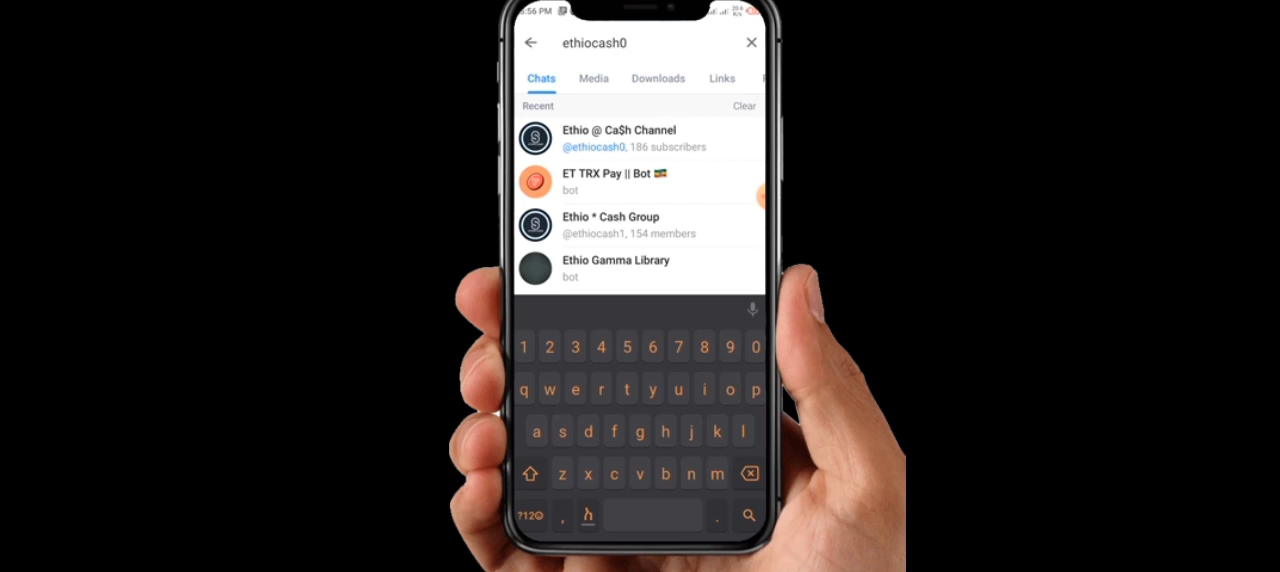 :56 PM
20.6
K/s
ethiocash0
Chats Media Downloads Links
Recent Clear
Ethio @ Ca$h Channel
@ethiocash0, 186 subscribers
ET TRX Pay || Bot 🇪🇹
bot
Ethio * Cash Group
@ethiocash1, 154 members
Ethio Gamma Library
bot
1 2 3 4 5 6 7 8 9 0
q w e r t y u i o p
a s d f g h j k l
z x c v b n m
?12☺ , አ .